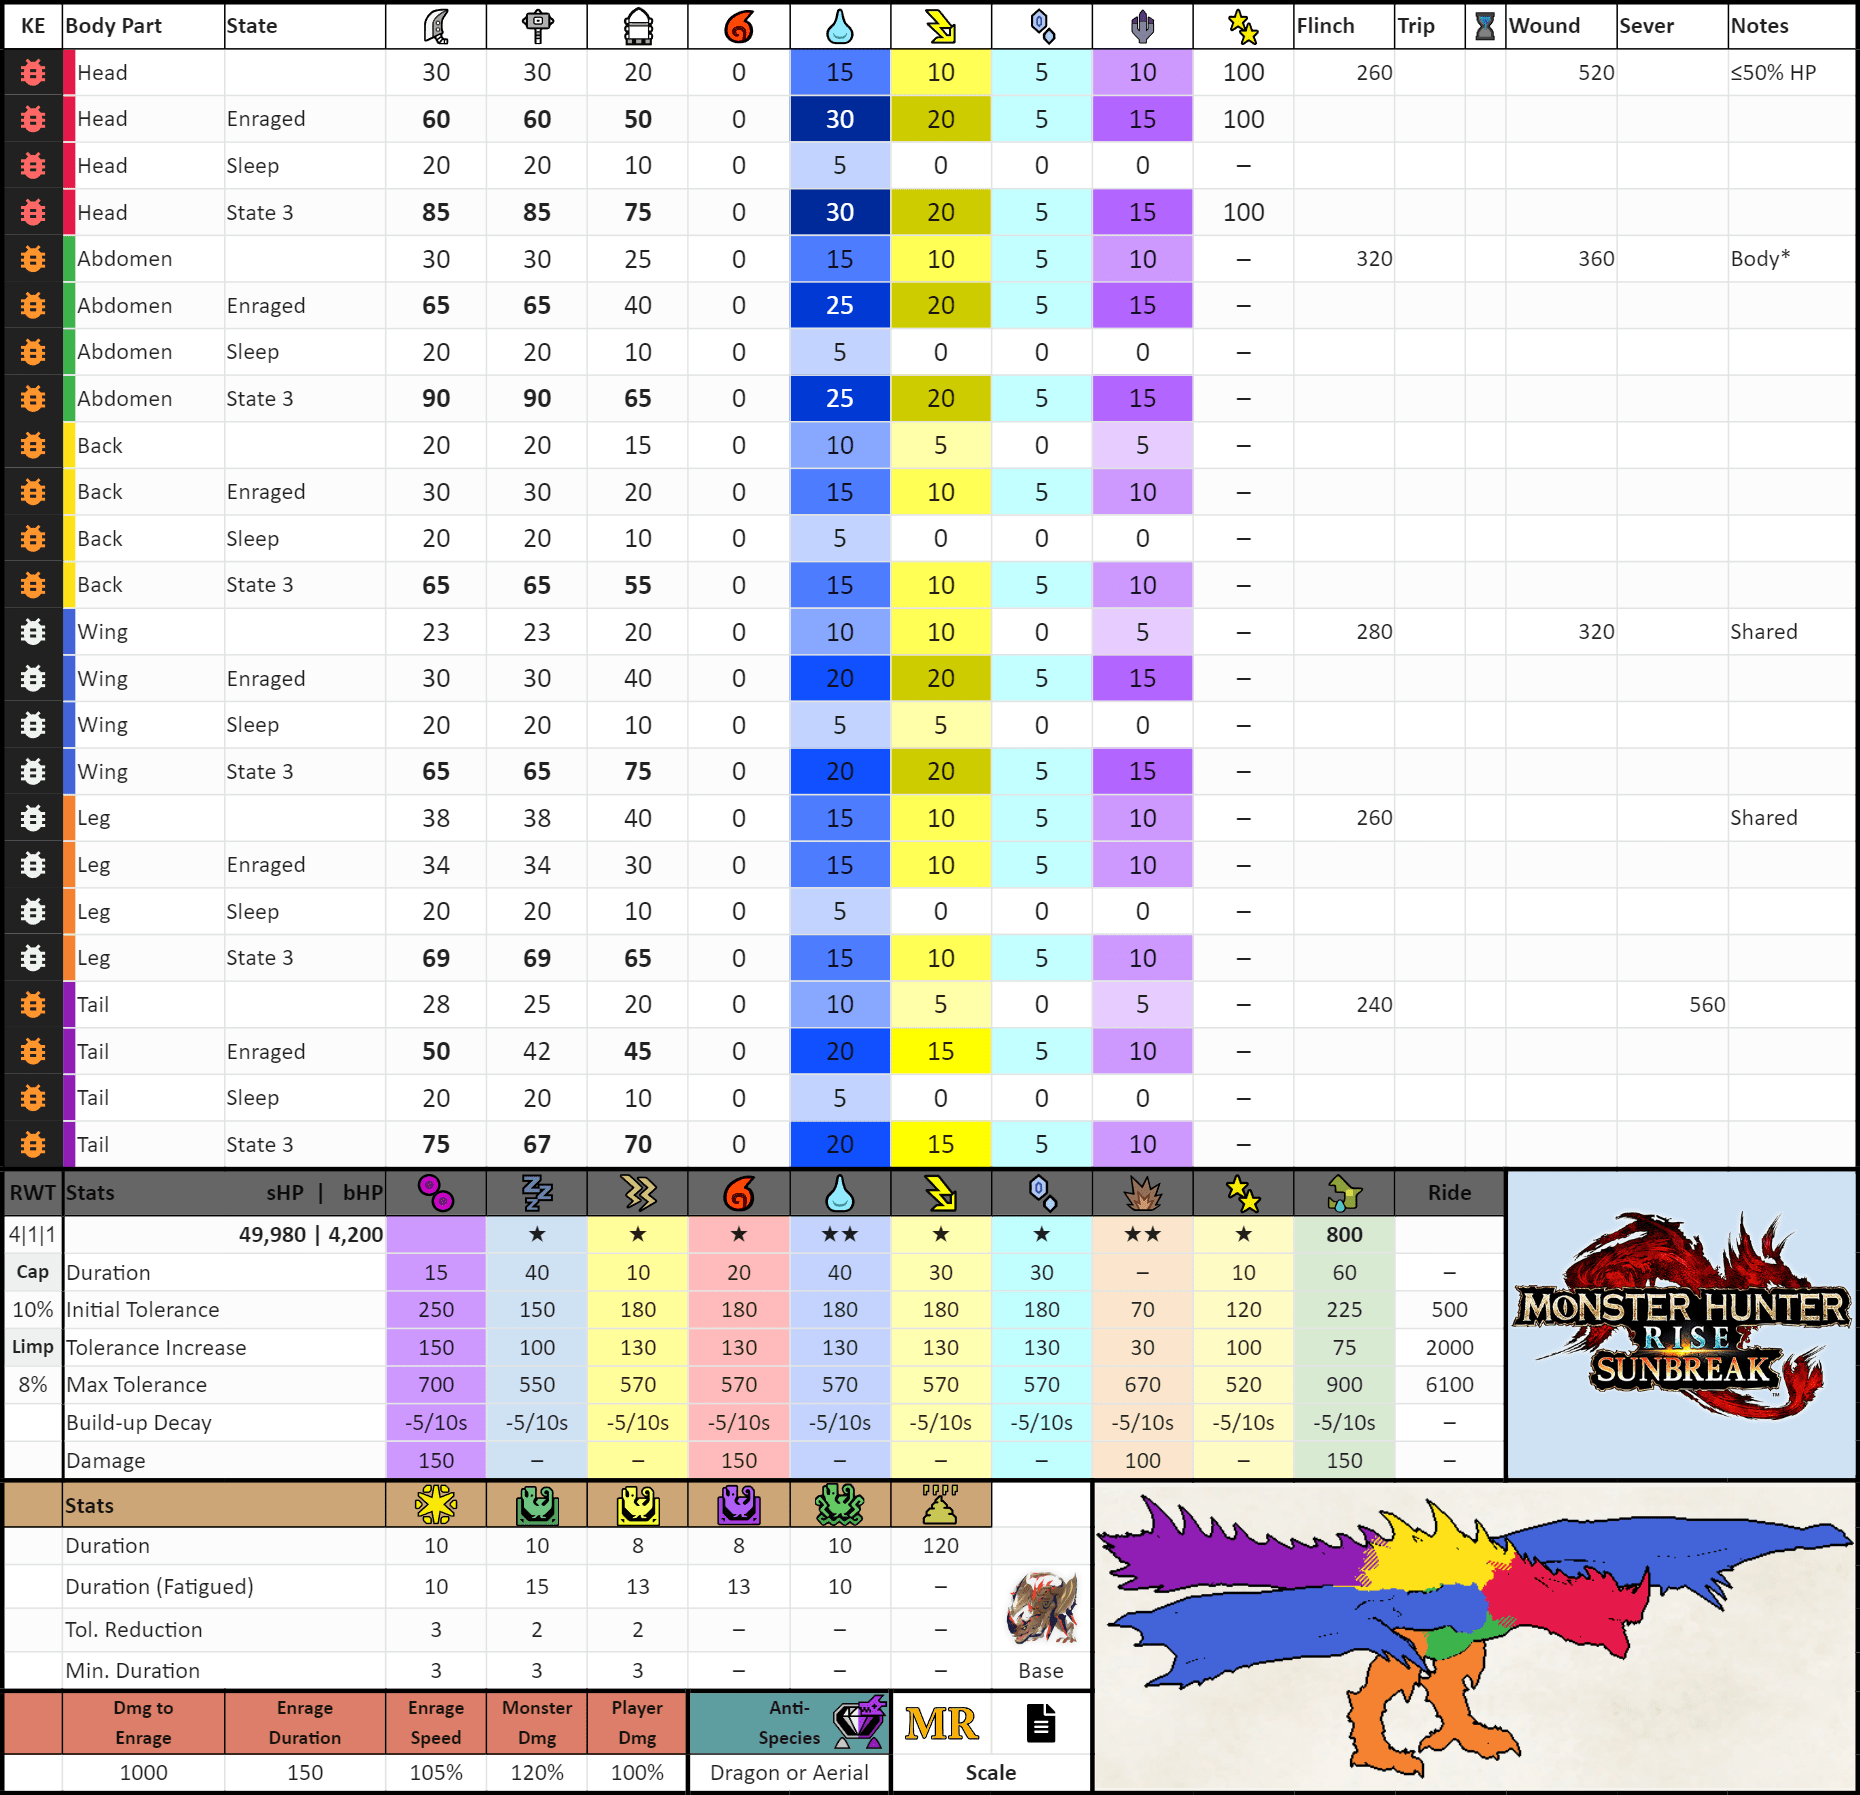 KE Body Part State Flinch Trip Wound Sever Notes
Head 30 30 20 0 15 10 5 10 100 260 520 ≤50% HP
Head Enraged 60 60 50 0 30 20 5 15 100
Head Sleep 20 20 10 0 5 0 0 0 –
Head State 3 85 85 75 0 30 20 5 15 100
Abdomen 30 30 25 0 15 10 5 10 – 320 360 Body*
Abdomen Enraged 65 65 40 0 25 20 5 15 –
Abdomen Sleep 20 20 10 0 5 0 0 0 –
Abdomen State 3 90 90 65 0 25 20 5 15 –
Back 20 20 15 0 10 5 0 5 –
Back Enraged 30 30 20 0 15 10 5 10 –
Back Sleep 20 20 10 0 5 0 0 0 –
Back State 3 65 65 55 0 15 10 5 10 –
Wing 23 23 20 0 10 10 0 5 – 280 320 Shared
Wing Enraged 30 30 40 0 20 20 5 15 –
Wing Sleep 20 20 10 0 5 5 0 0 –
Wing State 3 65 65 75 0 20 20 5 15 –
Leg 38 38 40 0 15 10 5 10 – 260 Shared
Leg Enraged 34 34 30 0 15 10 5 10 –
Leg Sleep 20 20 10 0 5 0 0 0 –
Leg State 3 69 69 65 0 15 10 5 10 –
Tail 28 25 20 0 10 5 0 5 – 240 560
Tail Enraged 50 42 45 0 20 15 5 10 –
Tail Sleep 20 20 10 0 5 0 0 0 –
Tail State 3 75 67 70 0 20 15 5 10 –
RWT Stats sHP | bHP Ride
4|1|1 49,980 | 4,200 ★ ★ ★ ★★ ★ ★ ★★ ★ 800
Cap Duration 15 40 10 20 40 30 30 – 10 60 –
10% Initial Tolerance 250 150 180 180 180 180 180 70 120 225 500
Limp Tolerance Increase 150 100 130 130 130 130 130 30 100 75 2000
8% Max Tolerance 700 550 570 570 570 570 570 670 520 900 6100
Build-up Decay -5/10s -5/10s -5/10s -5/10s -5/10s -5/10s -5/10s -5/10s -5/10s -5/10s –
Damage 150 – – 150 – – – 100 – 150 –
MONSTER HUNTER
RISE
SUNBREAK
™
Stats
Duration 10 10 8 8 10 120
Duration (Fatigued) 10 15 13 13 10 –
Tol. Reduction 3 2 2 – – –
Min. Duration 3 3 3 – – – Base
Dmg to Enrage Enrage Duration Enrage Speed Monster Dmg Player Dmg Anti-Species MR
1000 150 105% 120% 100% Dragon or Aerial Scale